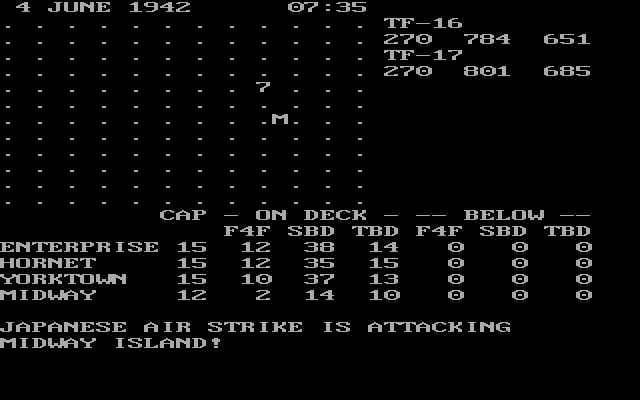 4 JUNE 1942 07:35
TF-16
270 784 651
TF-17
270 801 685
7
M
CAP - ON DECK - -- BELOW --
F4F SBD TBD F4F SBD TBD
ENTERPRISE 15 12 38 14 0 0 0
HORNET 15 12 35 15 0 0 0
YORKTOWN 15 10 37 13 0 0 0
MIDWAY 12 2 14 10 0 0 0
JAPANESE AIR STRIKE IS ATTACKING
MIDWAY ISLAND!